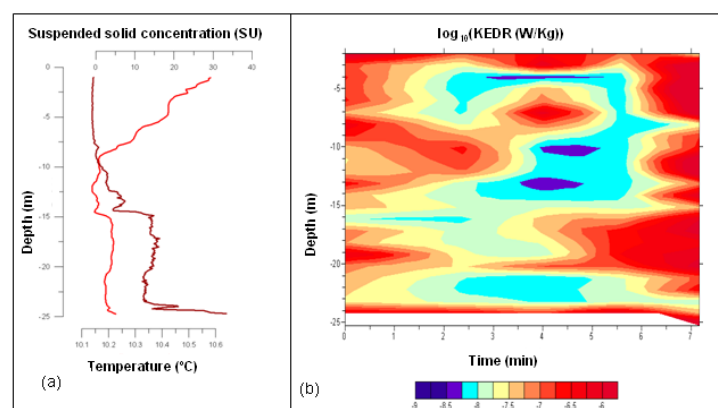 Suspended solid concentration (SU)
0 10 20 30 40
0
-5
-10
-15
-20
-25
Depth (m)
10.1 10.2 10.3 10.4 10.5 10.6
Temperature (ºC)
(a)
log₁₀(KEDR (W/Kg))
-5
-10
-15
-20
-25
Depth (m)
0 1 2 3 4 5 6 7
Time (min)
(b)
-9 -8.5 -8 -7.5 -7 -6.5 -6